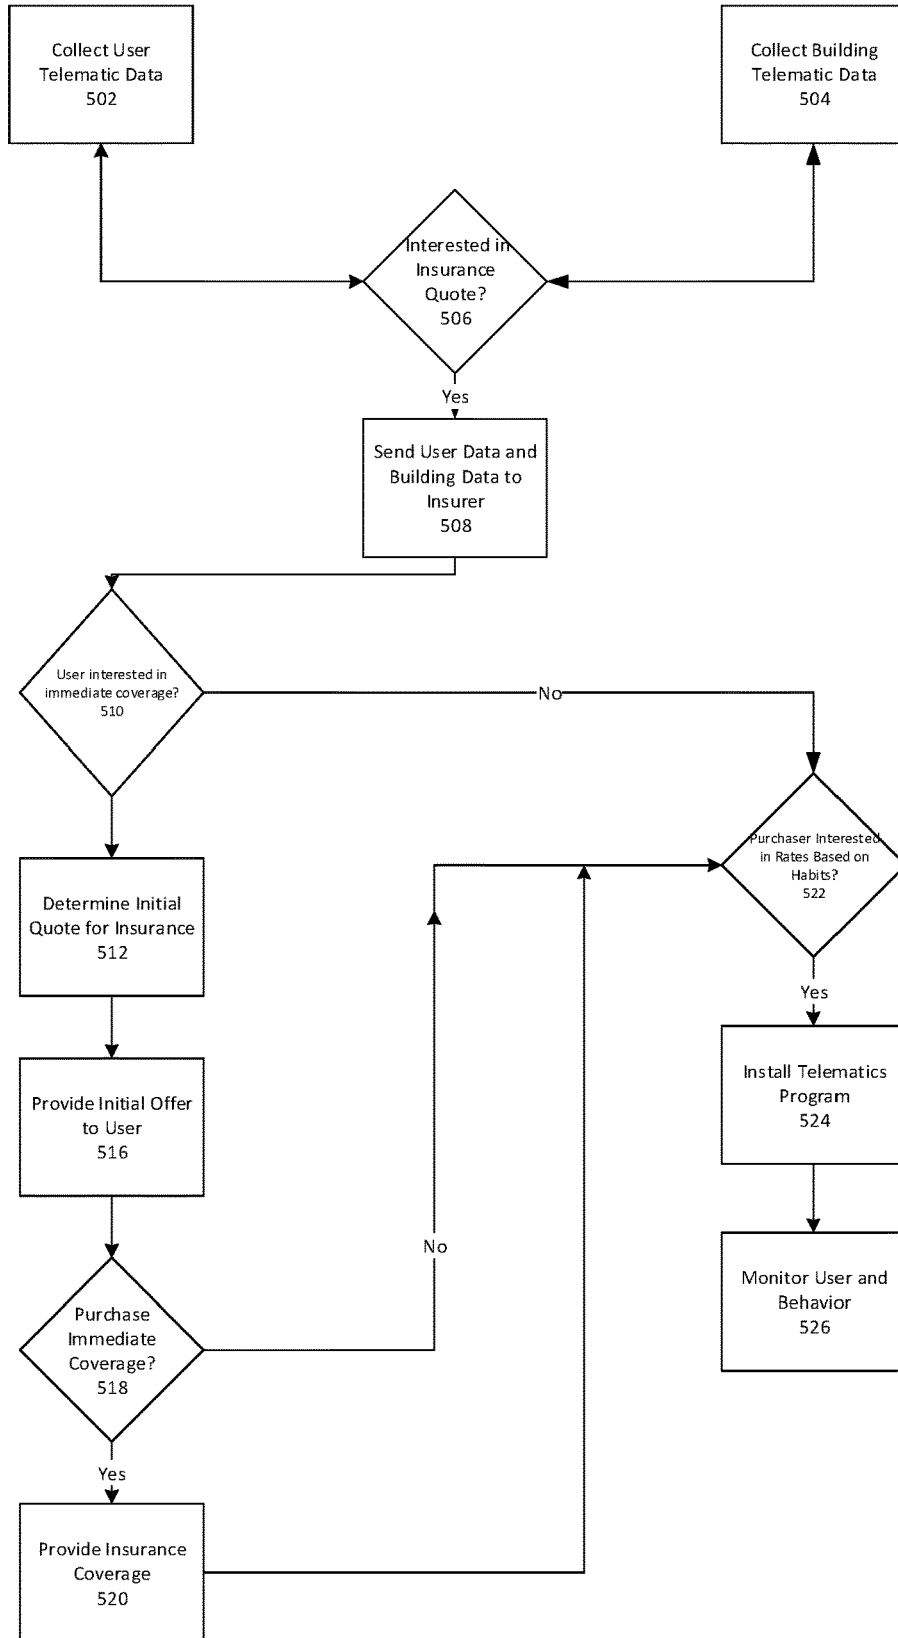 Collect User
Telematic Data
502
Collect Building
Telematic Data
504
Interested in
Insurance
Quote?
506
Yes
Send User Data and
Building Data to
Insurer
508
User interested in
immediate coverage?
510
No
Purchaser Interested
in Rates Based on
Habits?
522
Determine Initial
Quote for Insurance
512
Yes
Install Telematics
Program
524
Provide Initial Offer
to User
516
No
Monitor User and
Behavior
526
Purchase
Immediate
Coverage?
518
Yes
Provide Insurance
Coverage
520